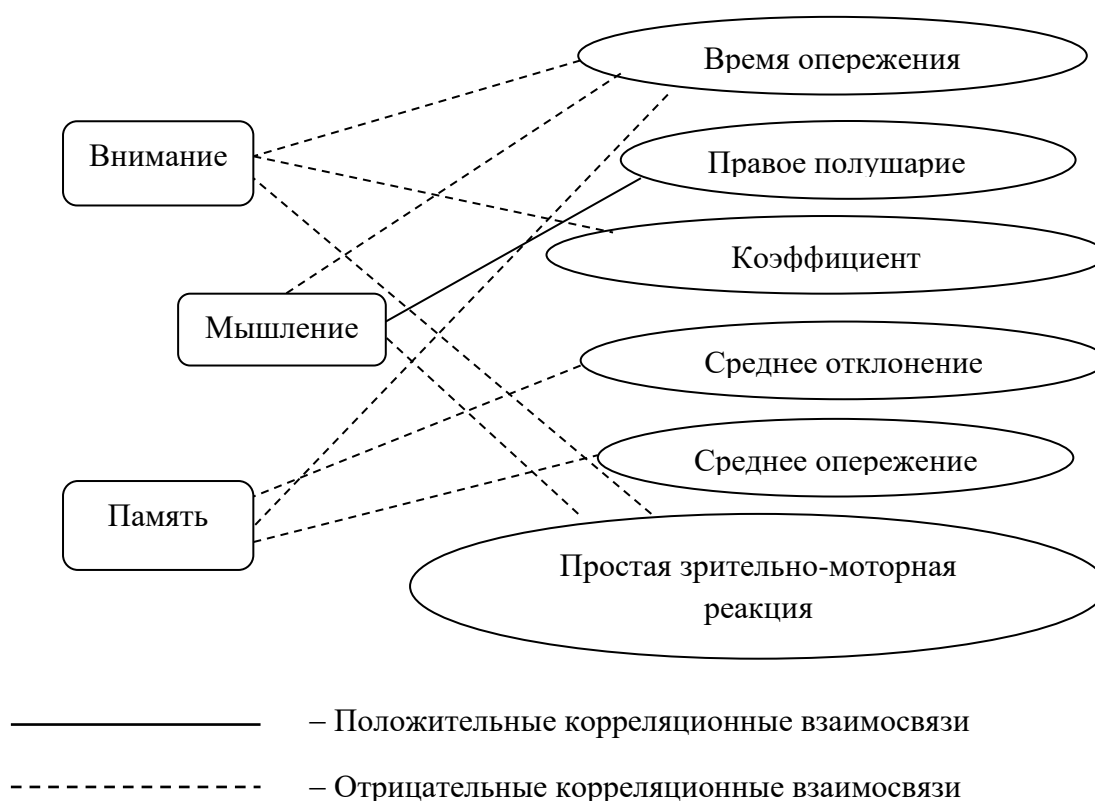 Время опережения
Внимание
Правое полушарие
Коэффициент
Мышление
Среднее отклонение
Среднее опережение
Память
Простая зрительно-моторная
реакция
– Положительные корреляционные взаимосвязи
– Отрицательные корреляционные взаимосвязи